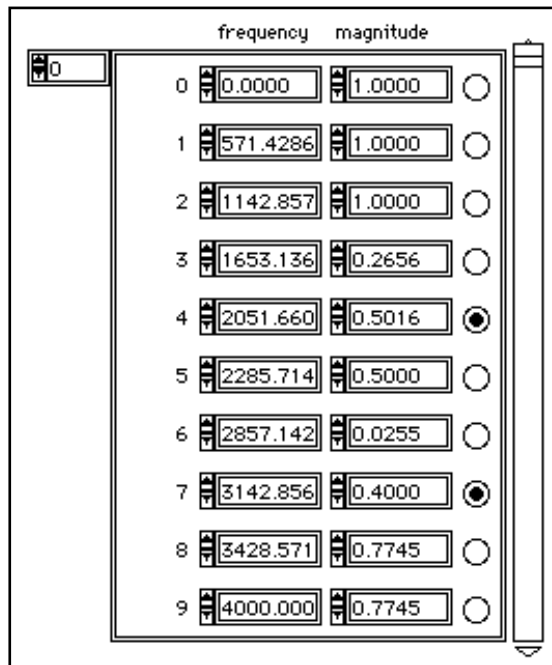 frequency magnitude
0
0 0.0000 1.0000
1 571.4286 1.0000
2 1142.857 1.0000
3 1653.136 0.2656
4 2051.660 0.5016
5 2285.714 0.5000
6 2857.142 0.0255
7 3142.856 0.4000
8 3428.571 0.7745
9 4000.000 0.7745